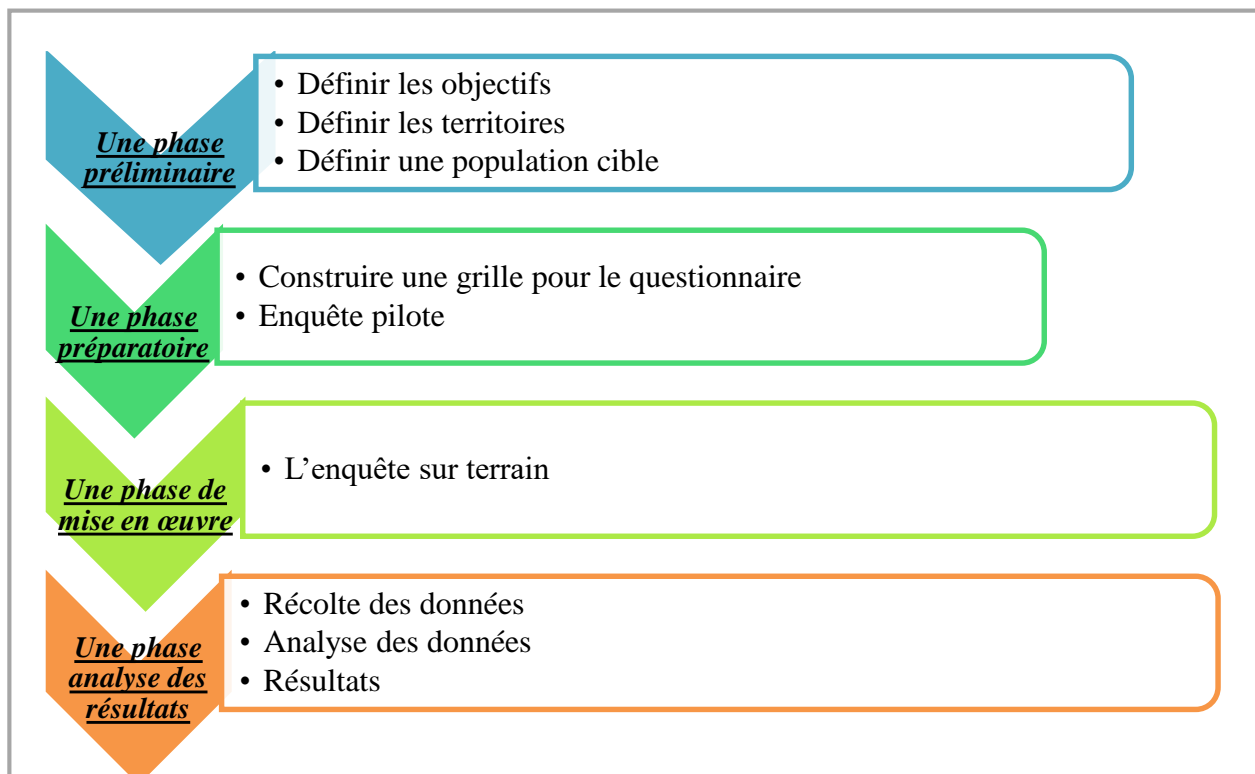 Une phase
préliminaire
• Définir les objectifs
• Définir les territoires
• Définir une population cible
Une phase
préparatoire
• Construire une grille pour le questionnaire
• Enquête pilote
Une phase de
mise en œuvre
• L’enquête sur terrain
Une phase
analyse des
résultats
• Récolte des données
• Analyse des données
• Résultats